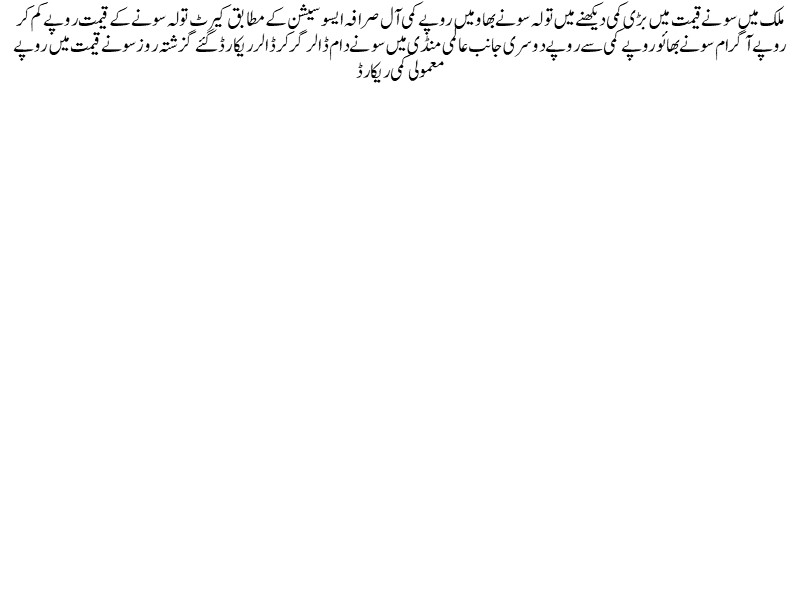 ملک میں سونے قیمت میں بڑی کمی دیکھنے میں تولہ سونے بھاو میں روپے کمی آل صرافہ ایسوسیشن کے مطابق کیرٹ تولہ سونے کے قیمت روپے کم کر
روپے آ گرام سونے بھائو روپے کمی سے روپے دوسری جانب عالمی منڈی میں سونے دام ڈالر گر کر ڈالر ریکارڈ گئے گزشتہ روز سونے قیمت میں روپے
معمولی کمی ریکارڈ